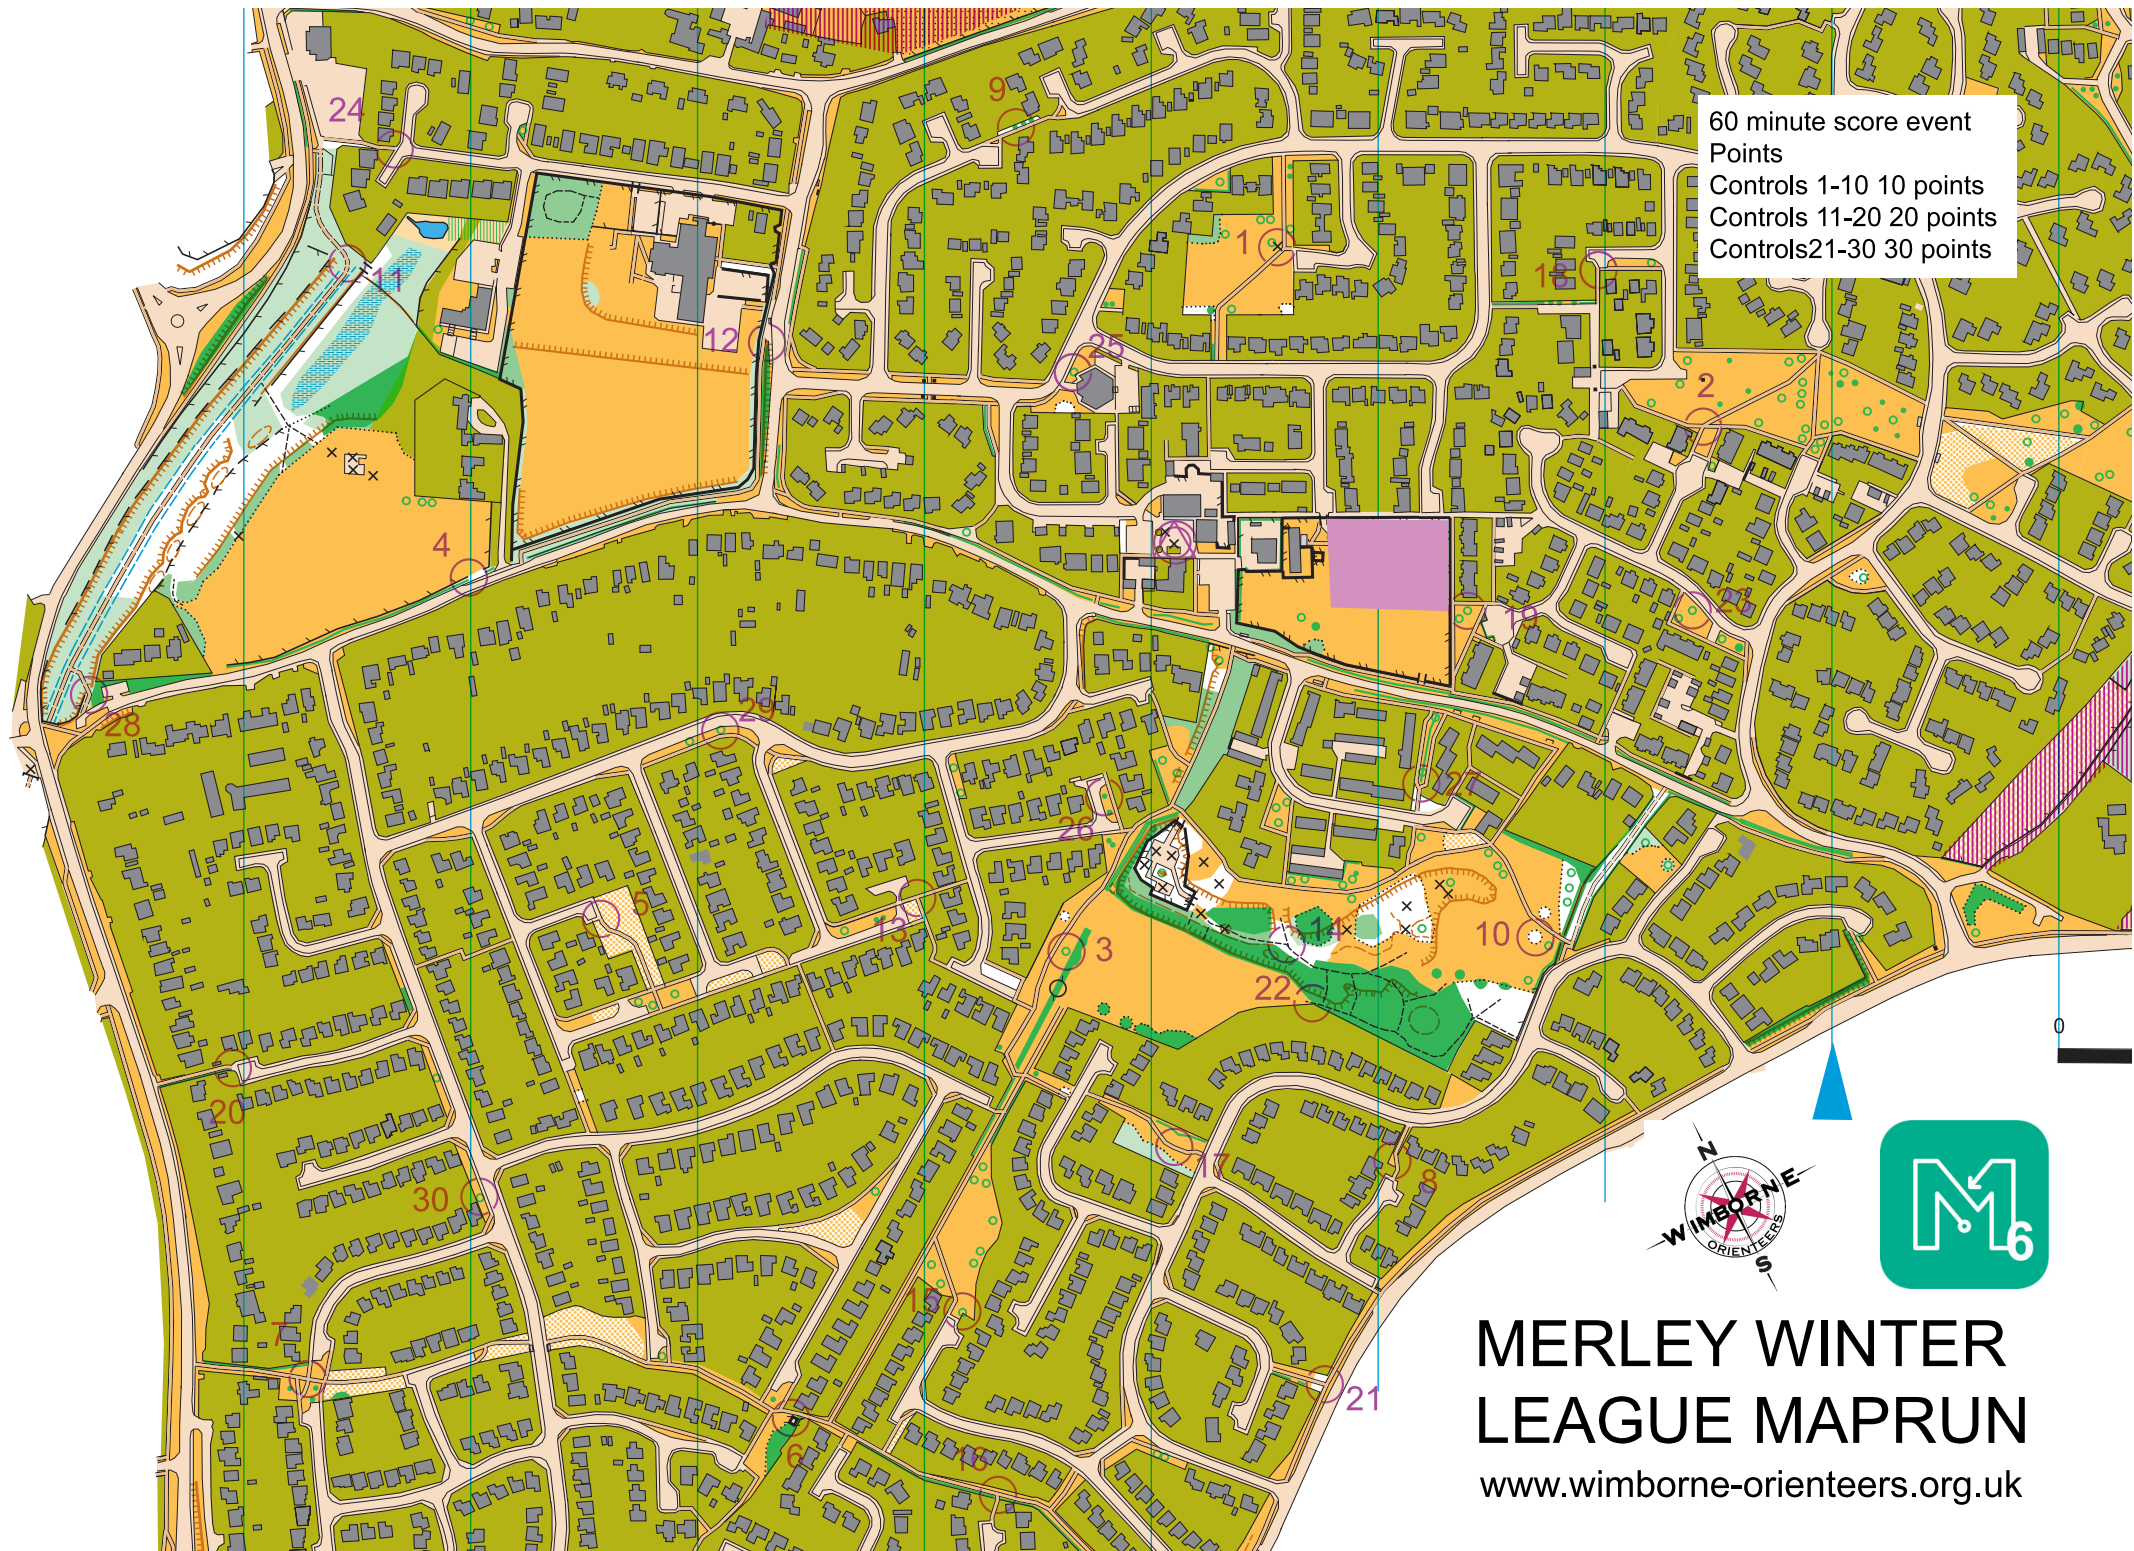 9
24
60 minute score event
Points
Controls 1-10 10 points
Controls 11-20 20 points
Controls21-30 30 points
1
18
11
12
25
2
4
19
28
29
27
26
5
13
3
14
10
22
0
20
17
8
30
15
7
21
6
16
N
WIMBORNE
ORIENTEERS
S
M
6
MERLEY WINTER
LEAGUE MAPRUN
www.wimborne-orienteers.org.uk